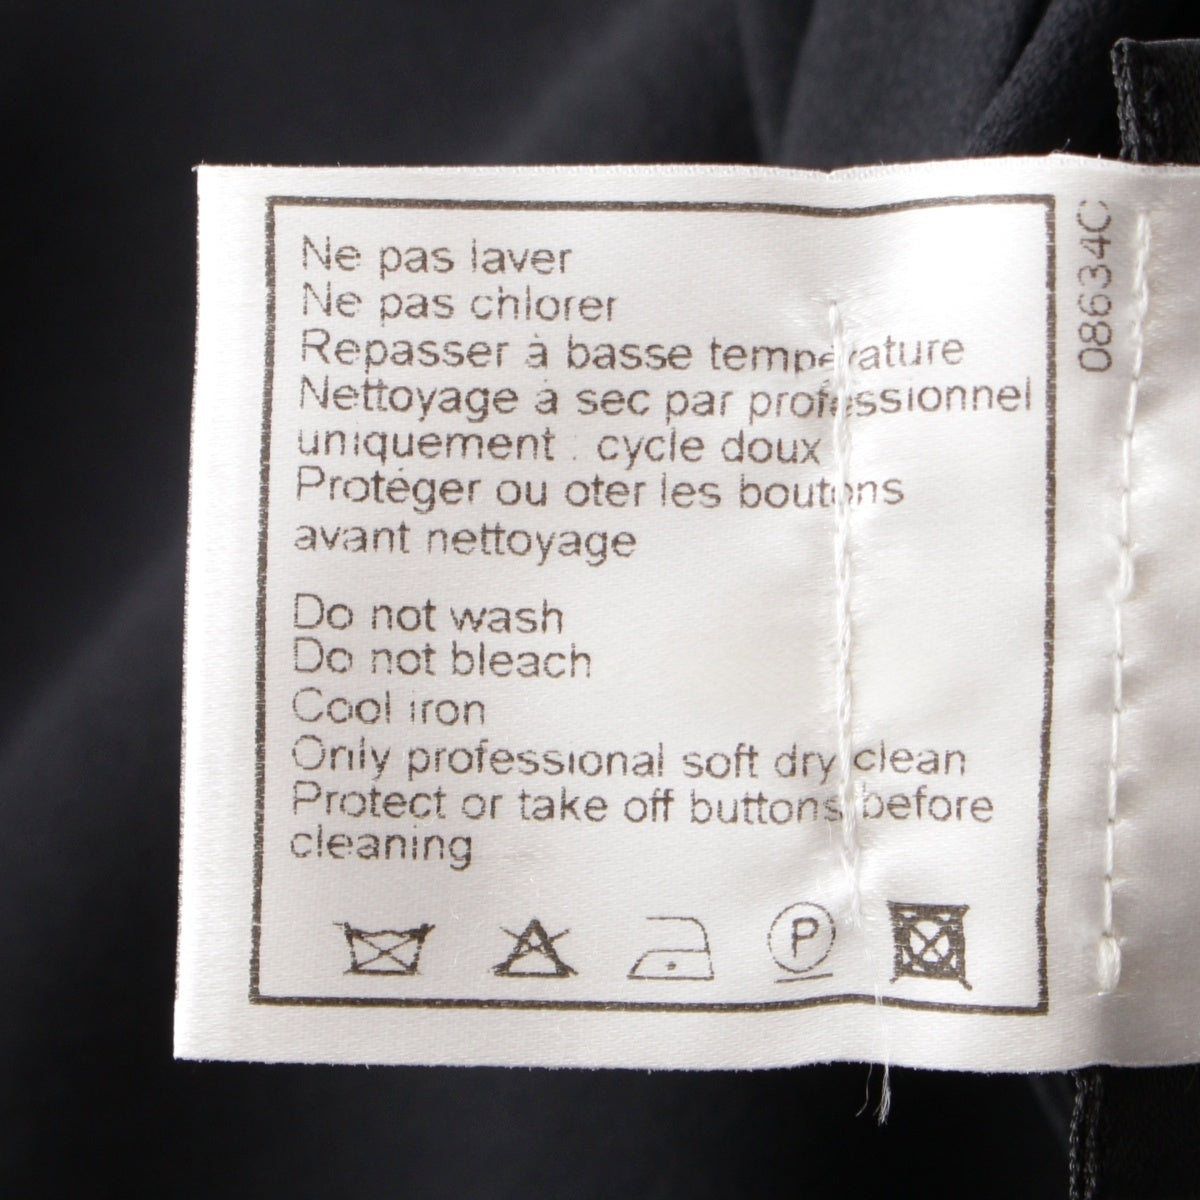 Ne pas laver
Ne pas chlorer
Repasser à basse température
Nettoyage à sec par professionnel
uniquement : cycle doux
Protéger ou oter les boutons
avant nettoyage
Do not wash
Do not bleach
Cool iron
Only professional soft dry clean
Protect or take off buttons before
cleaning
P
08634C